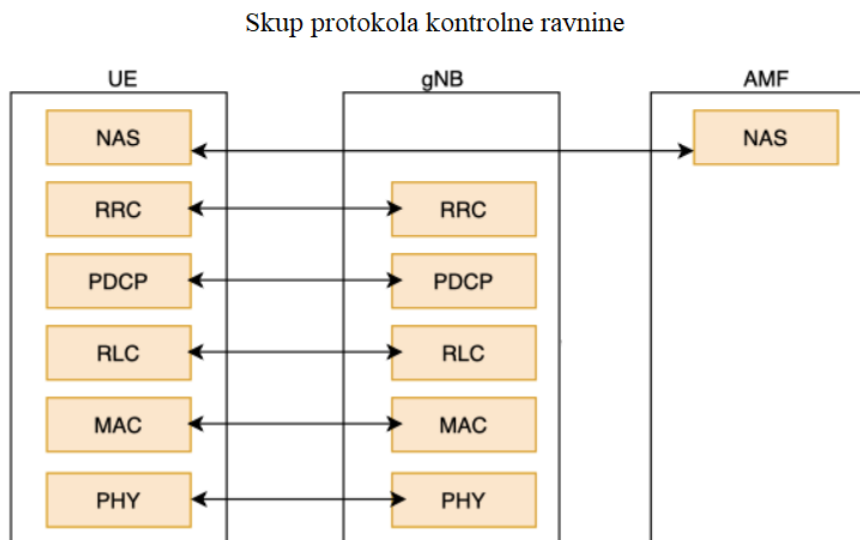 Skup protokola kontrolne ravnine
UE gNB AMF
NAS NAS
RRC RRC
PDCP PDCP
RLC RLC
MAC MAC
PHY PHY